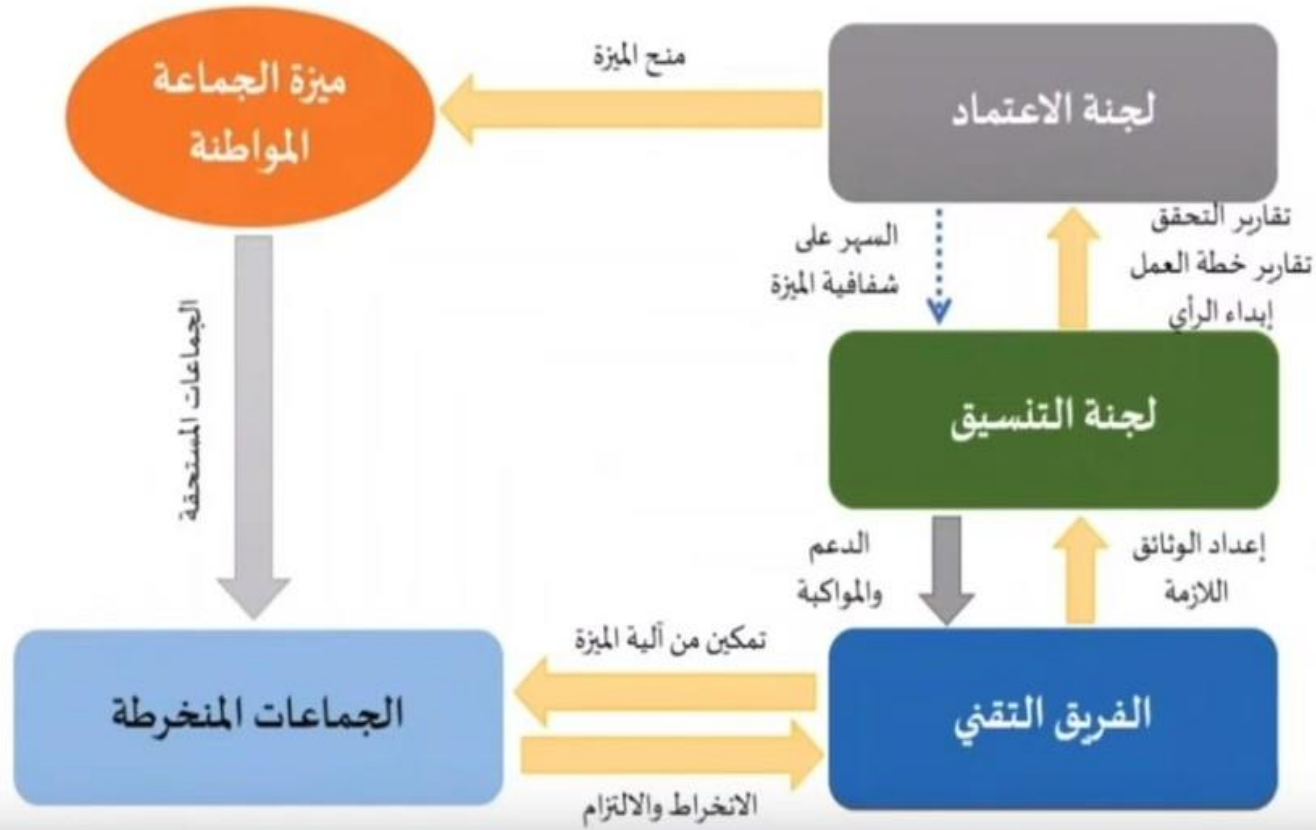 منح الميزة
لجنة الاعتماد
ميزة الجماعة
المواطنة
تقارير التحقق
تقارير خطة العمل
إبداء الرأي
السهر على
شفافية الميزة
الجماعات المستحقة
لجنة التنسيق
إعداد الوثائق
اللازمة
الدعم
والمواكبة
تمكين من آلية الميزة
الفريق التقني
الجماعات المنخرطة
الانخراط والالتزام